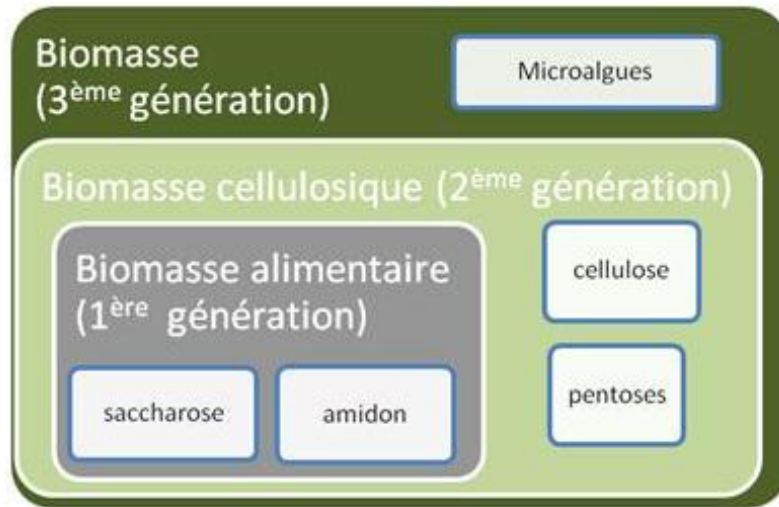 Biomasse
(3ème génération)
Microalgues
Biomasse cellulosique (2ème génération)
Biomasse alimentaire
(1ère génération)
cellulose
saccharose
amidon
pentoses